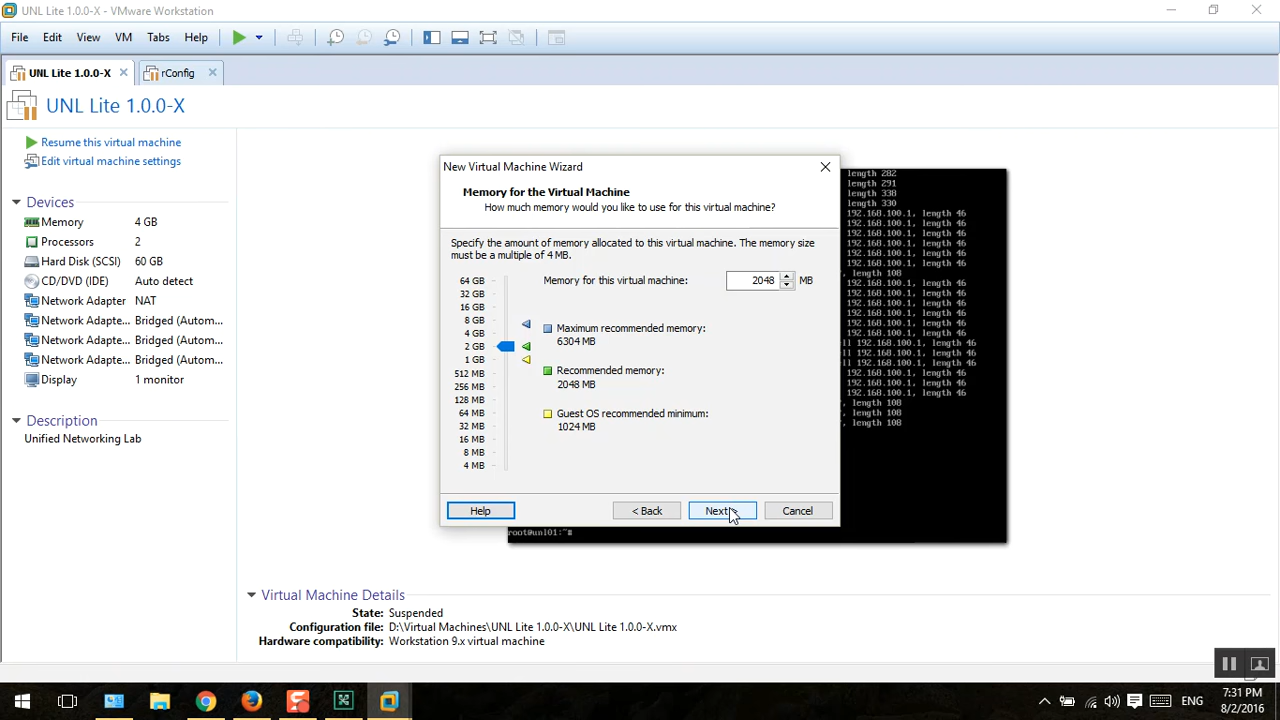 UNL Lite 1.0.0-X - VMware Workstation
File Edit View VM Tabs Help
UNL Lite 1.0.0-X rConfig
UNL Lite 1.0.0-X
Resume this virtual machine
Edit virtual machine settings
Devices
Memory 4 GB
Processors 2
Hard Disk (SCSI) 60 GB
CD/DVD (IDE) Auto detect
Network Adapter NAT
Network Adapte... Bridged (Autom...
Network Adapte... Bridged (Autom...
Network Adapte... Bridged (Autom...
Display 1 monitor
Description
Unified Networking Lab
New Virtual Machine Wizard
Memory for the Virtual Machine
How much memory would you like to use for this virtual machine?
Specify the amount of memory allocated to this virtual machine. The memory size
must be a multiple of 4 MB.
Memory for this virtual machine: 2048 MB
64 GB
32 GB
16 GB
8 GB
4 GB
2 GB
1 GB
512 MB
256 MB
128 MB
64 MB
32 MB
16 MB
8 MB
4 MB
Maximum recommended memory:
6304 MB
Recommended memory:
2048 MB
Guest OS recommended minimum:
1024 MB
Help < Back Next > Cancel
length 282
length 291
length 338
length 330
192.168.100.1, length 46
192.168.100.1, length 46
192.168.100.1, length 46
192.168.100.1, length 46
192.168.100.1, length 46
192.168.100.1, length 46
, length 108
192.168.100.1, length 46
192.168.100.1, length 46
192.168.100.1, length 46
192.168.100.1, length 46
192.168.100.1, length 46
192.168.100.1, length 46
ll 192.168.100.1, length 46
ll 192.168.100.1, length 46
ll 192.168.100.1, length 46
192.168.100.1, length 46
192.168.100.1, length 46
192.168.100.1, length 46
, length 108
, length 108
, length 108
root@unl01:~#
Virtual Machine Details
State: Suspended
Configuration file: D:\Virtual Machines\UNL Lite 1.0.0-X\UNL Lite 1.0.0-X.vmx
Hardware compatibility: Workstation 9.x virtual machine
ENG
7:31 PM
8/2/2016